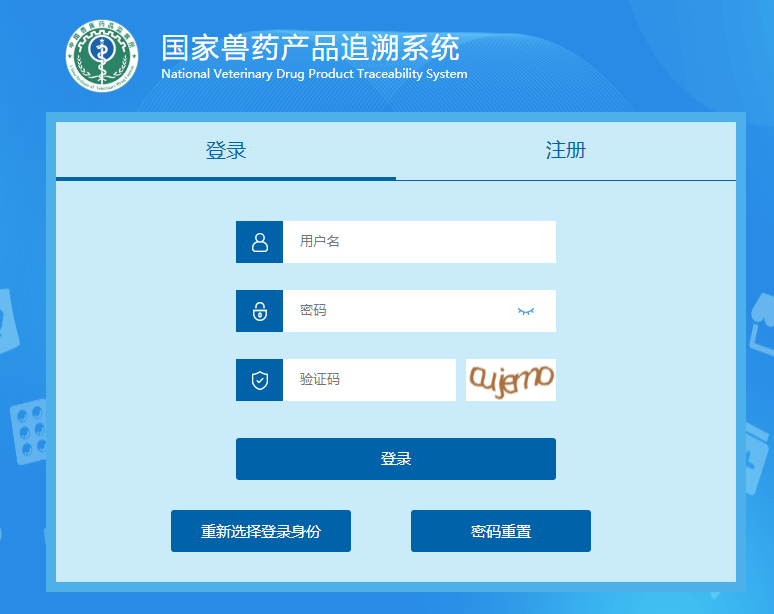 国家兽药产品追溯系统
National Veterinary Drug Product Traceability System
登录
注册
用户名
密码
验证码
登录
重新选择登录身份
密码重置